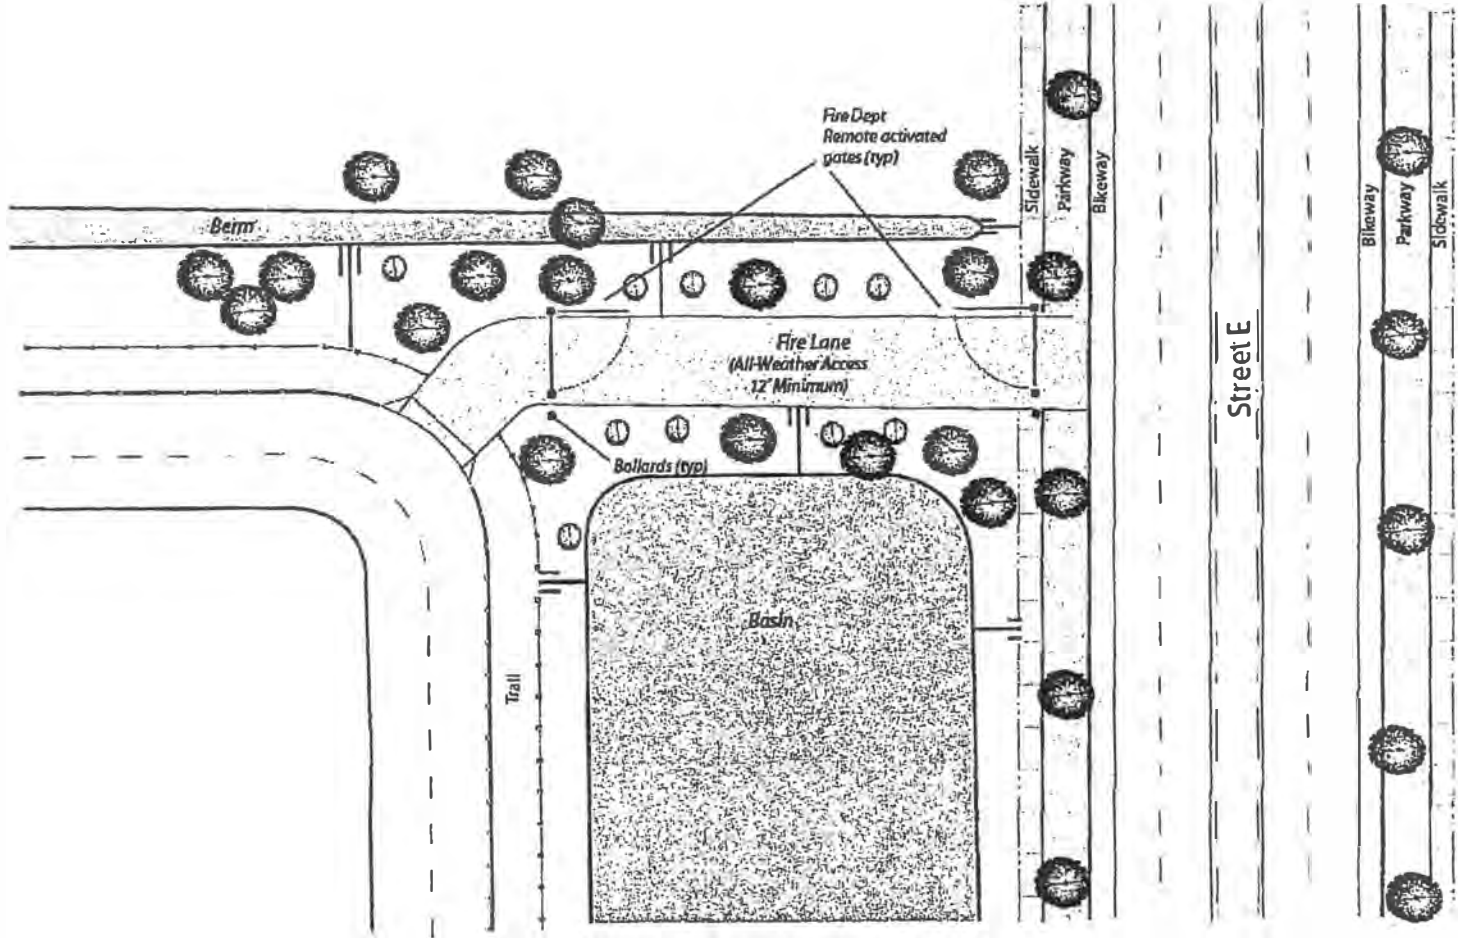 Fire Dept
Remote activated
gates (typ)
Sidewalk
Parkway
Bikeway
Bikeway
Parkway
Sidwalk
Berm
Fire Lane
(All-Weather Access
12' Minimum)
Street E
Bollards (typ)
Basin
Trail